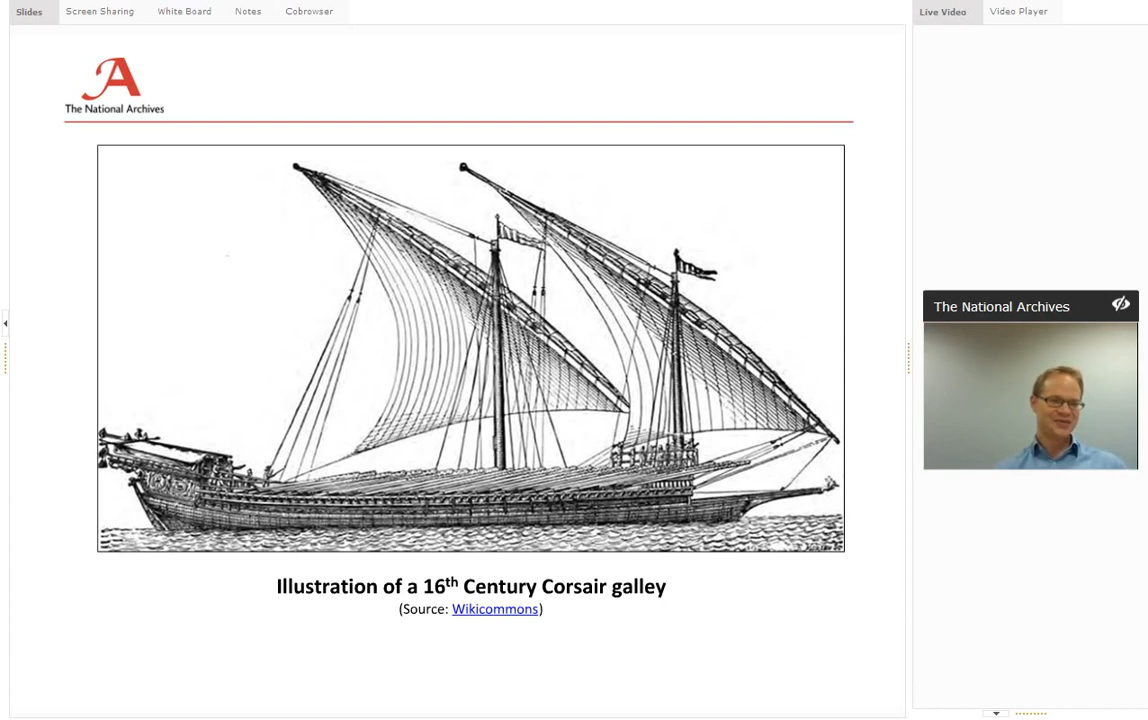 Slides
Screen Sharing
White Board
Notes
Cobrowser
Live Video
Video Player
A
The National Archives
The National Archives
Illustration of a 16th Century Corsair galley
(Source: Wikicommons)